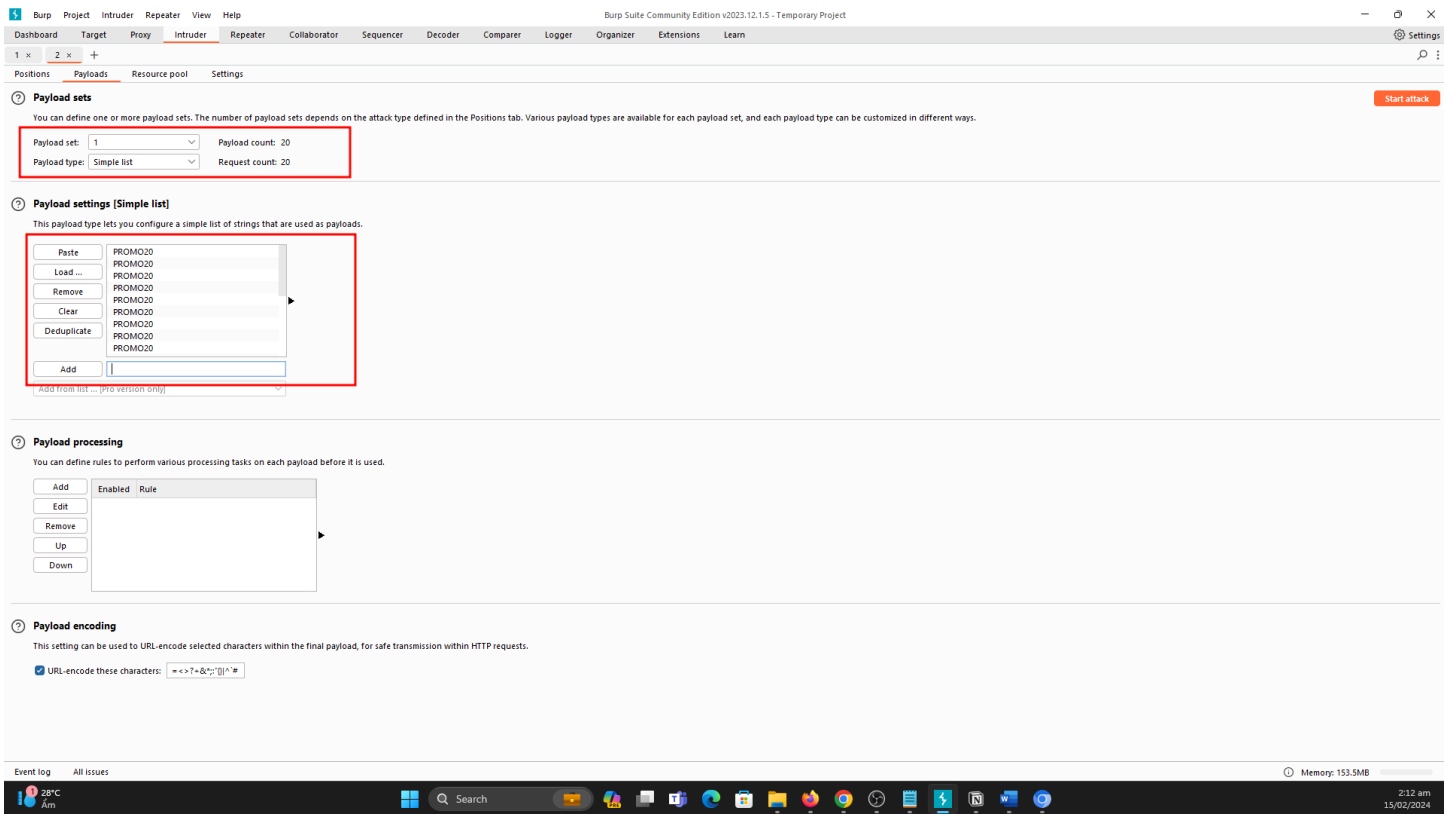 Burp Project Intruder Repeater View Help Burp Suite Community Edition v2023.12.1.5 - Temporary Project
Dashboard Target Proxy Intruder Repeater Collaborator Sequencer Decoder Comparer Logger Organizer Extensions Learn Settings
1 × 2 × +
Positions Payloads Resource pool Settings
? Payload sets Start attack
You can define one or more payload sets. The number of payload sets depends on the attack type defined in the Positions tab. Various payload types are available for each payload set, and each payload type can be customized in different ways.
Payload set: 1 Payload count: 20
Payload type: Simple list Request count: 20
? Payload settings [Simple list]
This payload type lets you configure a simple list of strings that are used as payloads.
Paste PROMO20
PROMO20
Load ... PROMO20
Remove PROMO20
PROMO20
Clear PROMO20
Deduplicate PROMO20
PROMO20
PROMO20
Add
Add from list ... [Pro version only]
? Payload processing
You can define rules to perform various processing tasks on each payload before it is used.
Add Enabled Rule
Edit
Remove
Up
Down
? Payload encoding
This setting can be used to URL-encode selected characters within the final payload, for safe transmission within HTTP requests.
URL-encode these characters:
Event log All issues Memory: 153.5MB
1 28°C Search 2:12 am
Ấm 15/02/2024